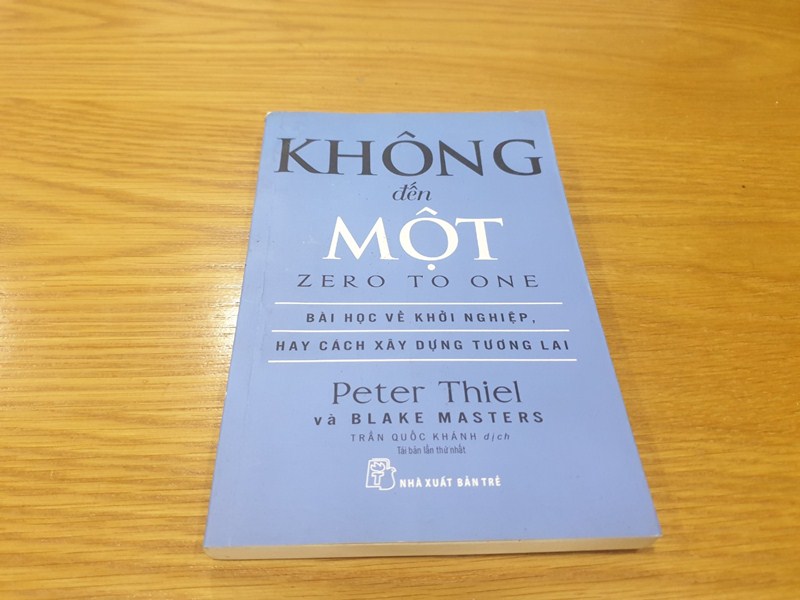 KHÔNG
đến
MỘT
ZERO TO ONE
BÀI HỌC VỀ KHỞI NGHIỆP,
HAY CÁCH XÂY DỰNG TƯƠNG LAI
Peter Thiel
và BLAKE MASTERS
TRẦN QUỐC KHÁNH dịch
Tái bản lần thứ nhất
NHÀ XUẤT BẢN TRẺ